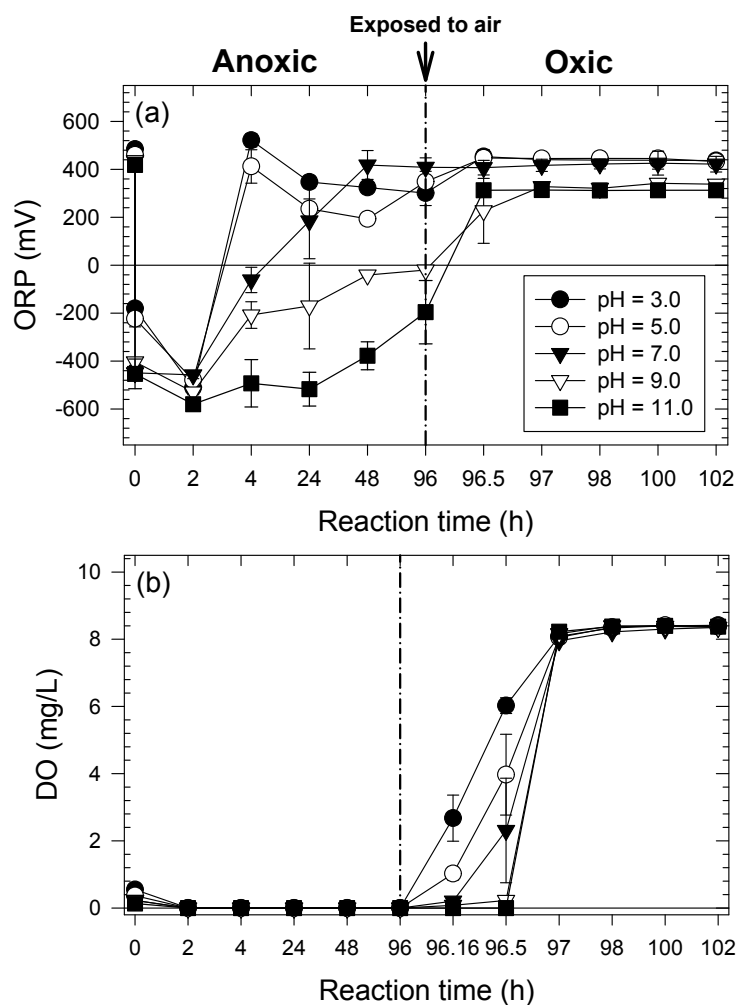 Exposed to air
Anoxic
Oxic
(a)
600
400
200
0
-200
-400
-600
ORP (mV)
pH = 3.0
pH = 5.0
pH = 7.0
pH = 9.0
pH = 11.0
0 2 4 24 48 96 96.5 97 98 100 102
Reaction time (h)
(b)
10
8
6
4
2
0
DO (mg/L)
0 2 4 24 48 96 96.16 96.5 97 98 100 102
Reaction time (h)